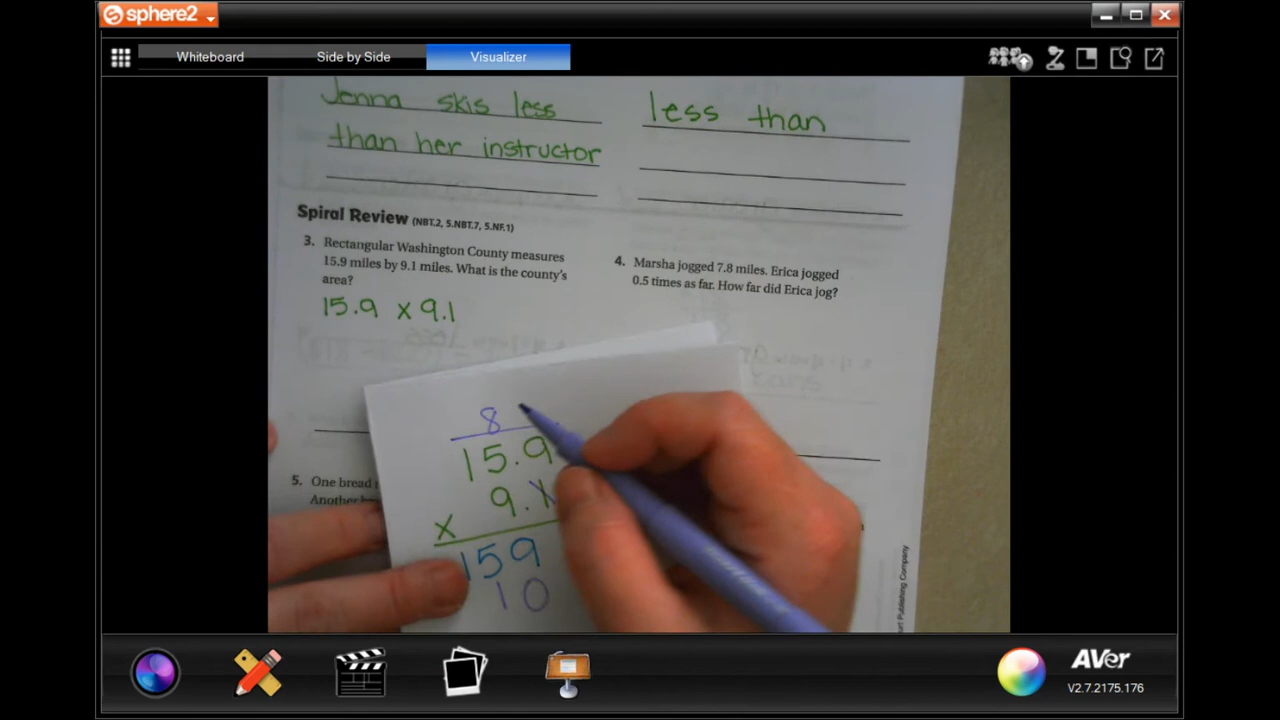 sphere2
Whiteboard Side by Side Visualizer
Jenna skis less
than her instructor
less than
Spiral Review (NBT.2, 5.NBT.7, 5.NF.1)
3. Rectangular Washington County measures
15.9 miles by 9.1 miles. What is the county's
area?
15.9 x 9.1
4. Marsha jogged 7.8 miles. Erica jogged
0.5 times as far. How far did Erica jog?
8
15.9
x 9.1
159
10
5. One bread
Another
Publishing Company
AVer
V2.7.2175.176